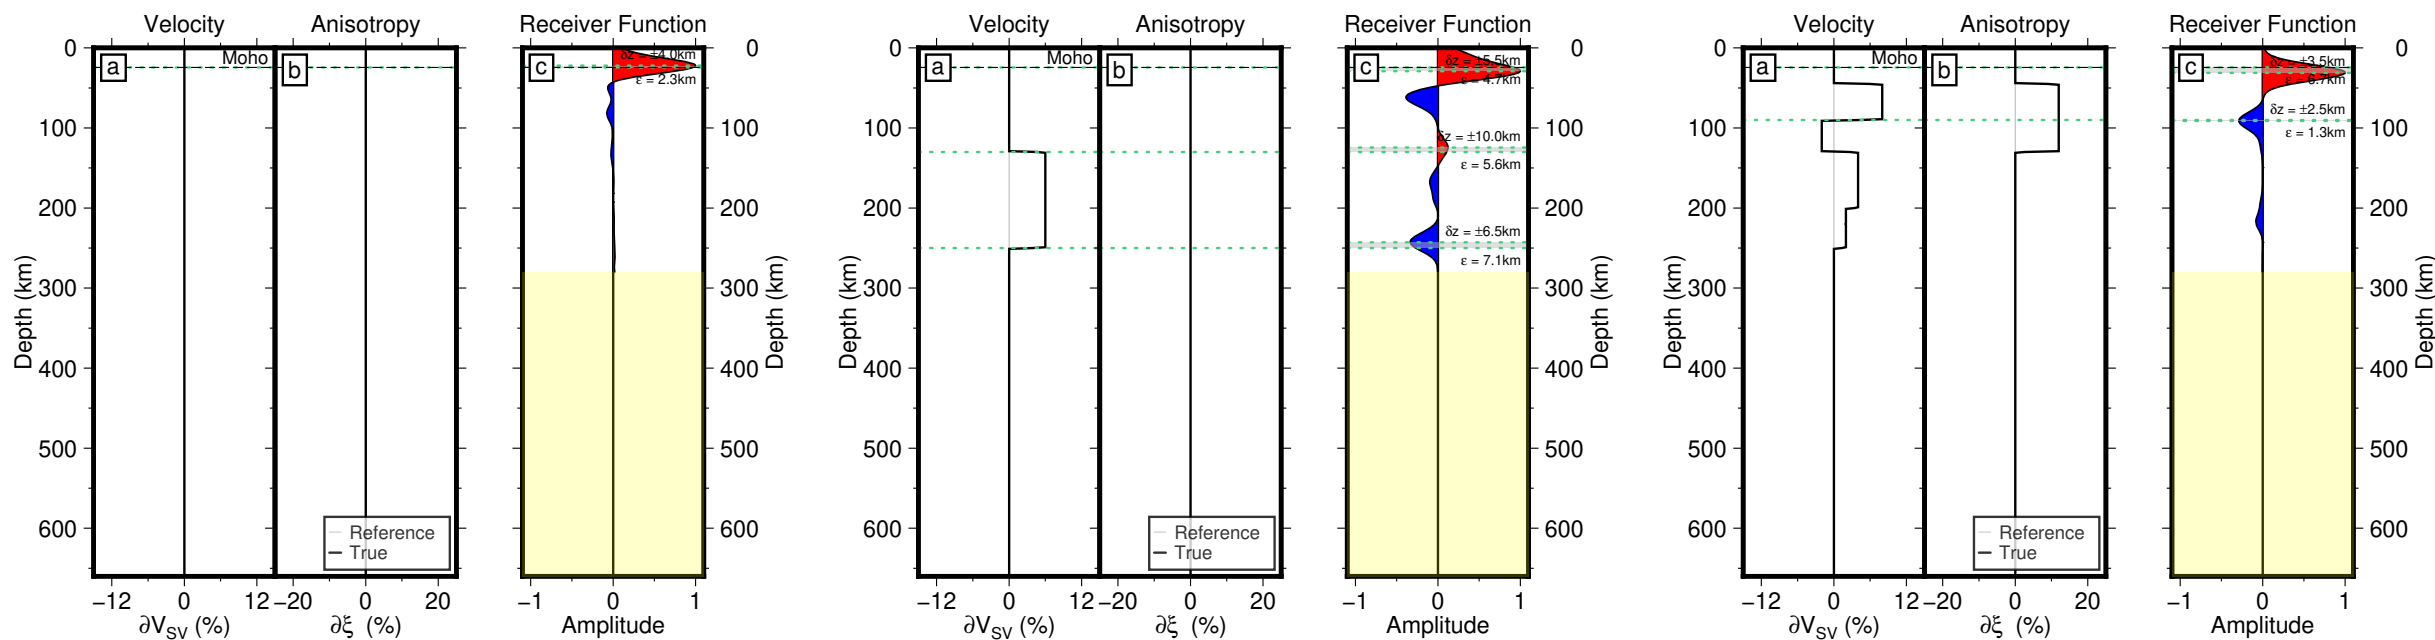 Velocity
Anisotropy
Receiver Function
0
100
200
300
400
500
600
Depth (km)
a
Moho
b
c
δz = ±4.0km
ε = 2.3km
Reference
True
−12 0 12
−20 0 20
−1 0 1
∂V_SV (%)
∂ξ (%)
Amplitude
0
100
200
300
400
500
600
Depth (km)
Velocity
Anisotropy
Receiver Function
0
100
200
300
400
500
600
Depth (km)
a
Moho
b
c
δz = ±5.5km
ε = 4.7km
δz = ±10.0km
ε = 5.6km
δz = ±6.5km
ε = 7.1km
Reference
True
−12 0 12
−20 0 20
−1 0 1
∂V_SV (%)
∂ξ (%)
Amplitude
0
100
200
300
400
500
600
Depth (km)
Velocity
Anisotropy
Receiver Function
0
100
200
300
400
500
600
Depth (km)
a
Moho
b
c
δz = ±3.5km
δz = ±2.5km
ε = 1.3km
Reference
True
−12 0 12
−20 0 20
−1 0 1
∂V_SV (%)
∂ξ (%)
Amplitude
0
100
200
300
400
500
600
Depth (km)